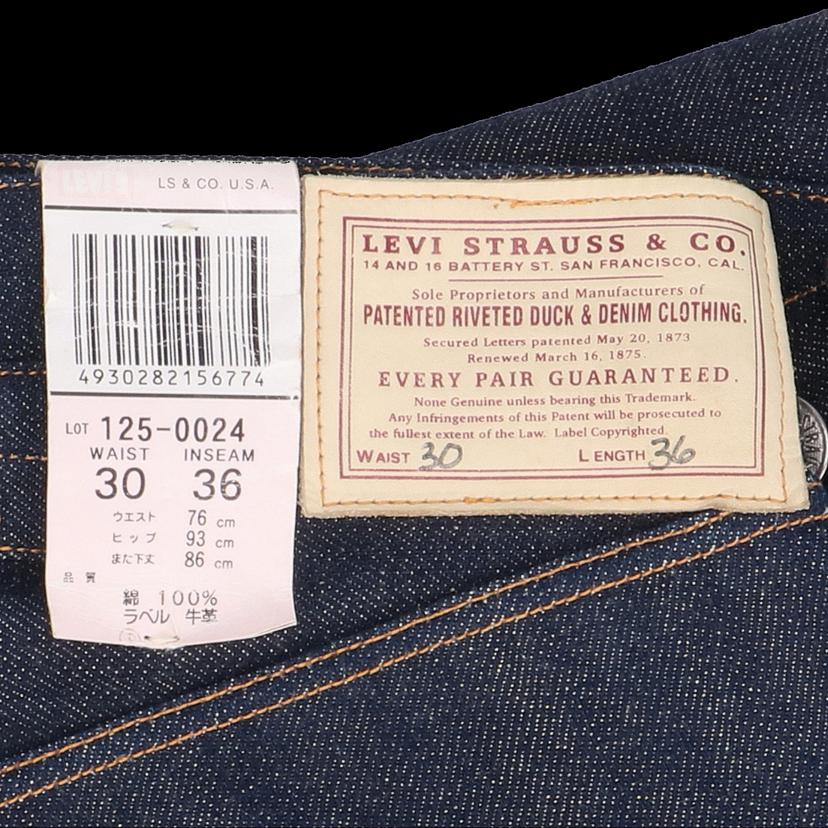 LEVI'S
LS & CO. U.S.A.
4930282156774
LOT 125-0024
WAIST INSEAM
30 36
ウエスト 76 cm
ヒップ 93 cm
また下丈 86 cm
品質
綿 100%
ラベル 牛革
LEVI STRAUSS & CO.
14 AND 16 BATTERY ST. SAN FRANCISCO, CAL.
Sole Proprietors and Manufacturers of
PATENTED RIVETED DUCK & DENIM CLOTHING.
Secured Letters patented May 20, 1873
Renewed March 16, 1875.
EVERY PAIR GUARANTEED.
None Genuine unless bearing this Trademark.
Any Infringements of this Patent will be prosecuted to
the fullest extent of the Law. Label Copyrighted.
WAIST 30 LENGTH 36